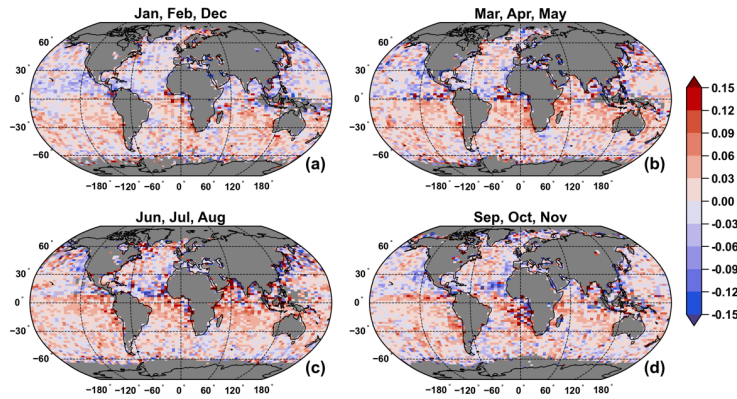 Jan, Feb, Dec
Mar, Apr, May
60°
30°
0°
−30°
−60°
(a)
−180° −120° −60° 0° 60° 120° 180°
60°
30°
0°
−30°
−60°
(b)
−180° −120° −60° 0° 60° 120° 180°
Jun, Jul, Aug
Sep, Oct, Nov
60°
30°
0°
−30°
−60°
(c)
−180° −120° −60° 0° 60° 120° 180°
60°
30°
0°
−30°
−60°
(d)
−180° −120° −60° 0° 60° 120° 180°
0.15
0.12
0.09
0.06
0.03
0.00
−0.03
−0.06
−0.09
−0.12
−0.15